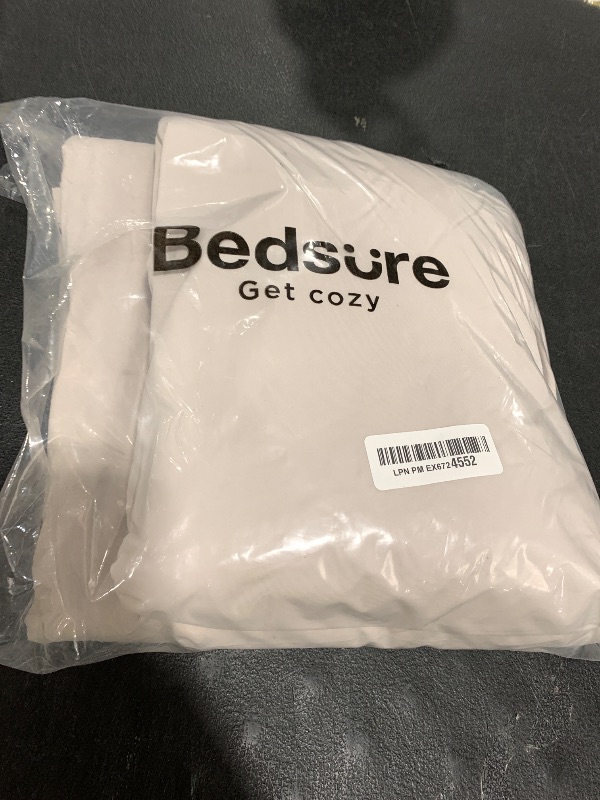 Bedsure
Get cozy
LPN PM EX6724552